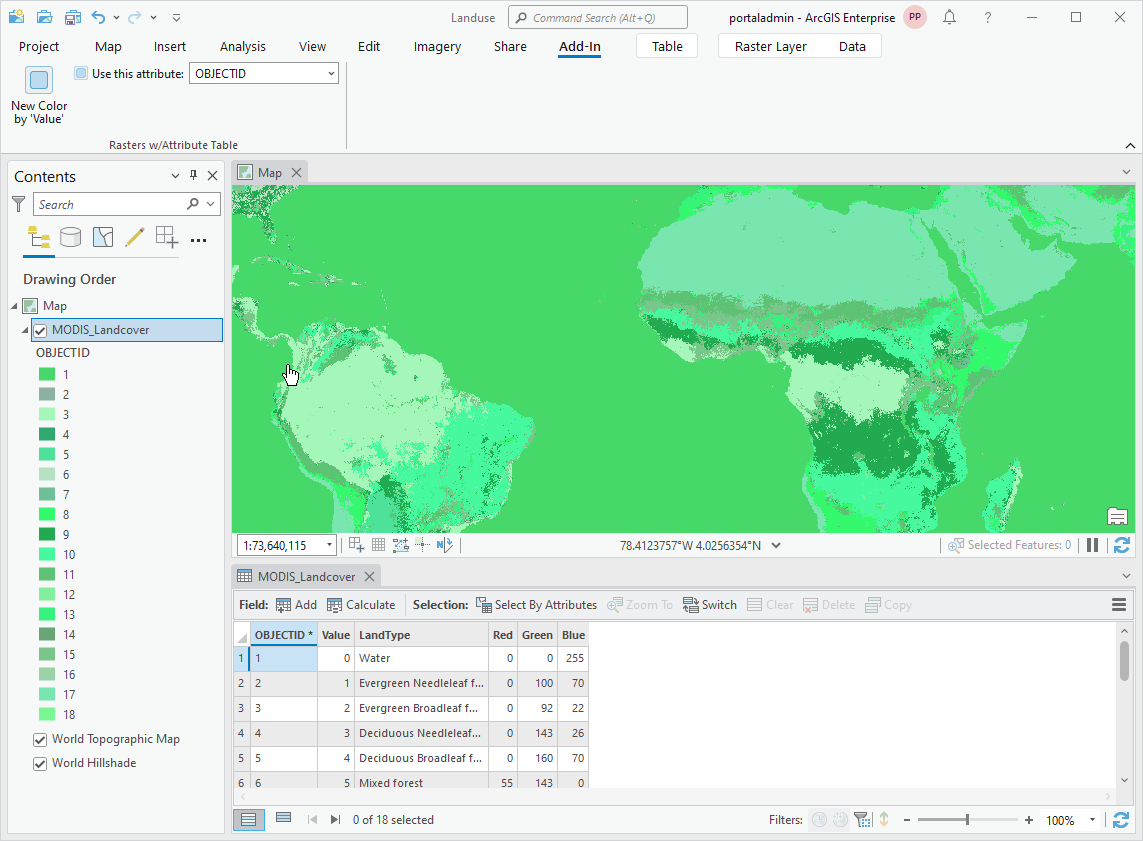 Landuse
Command Search (Alt+Q)
portaladmin - ArcGIS Enterprise
PP
?
Project Map Insert Analysis View Edit Imagery Share Add-In Table Raster Layer Data
New Color
by 'Value'
Use this attribute: OBJECTID
Rasters w/Attribute Table
Contents
Search
Drawing Order
Map
MODIS_Landcover
OBJECTID
1
2
3
4
5
6
7
8
9
10
11
12
13
14
15
16
17
18
World Topographic Map
World Hillshade
Map
1:73,640,115
78.4123757°W 4.0256354°N
Selected Features: 0
MODIS_Landcover
Field: Add Calculate Selection: Select By Attributes Zoom To Switch Clear Delete Copy
OBJECTID * Value LandType Red Green Blue
1 1 0 Water 0 0 255
2 2 1 Evergreen Needleleaf f... 0 100 70
3 3 2 Evergreen Broadleaf f... 0 92 22
4 4 3 Deciduous Needleleaf... 0 143 26
5 5 4 Deciduous Broadleaf f... 0 160 70
6 6 5 Mixed forest 55 143 0
0 of 18 selected
Filters:
100%